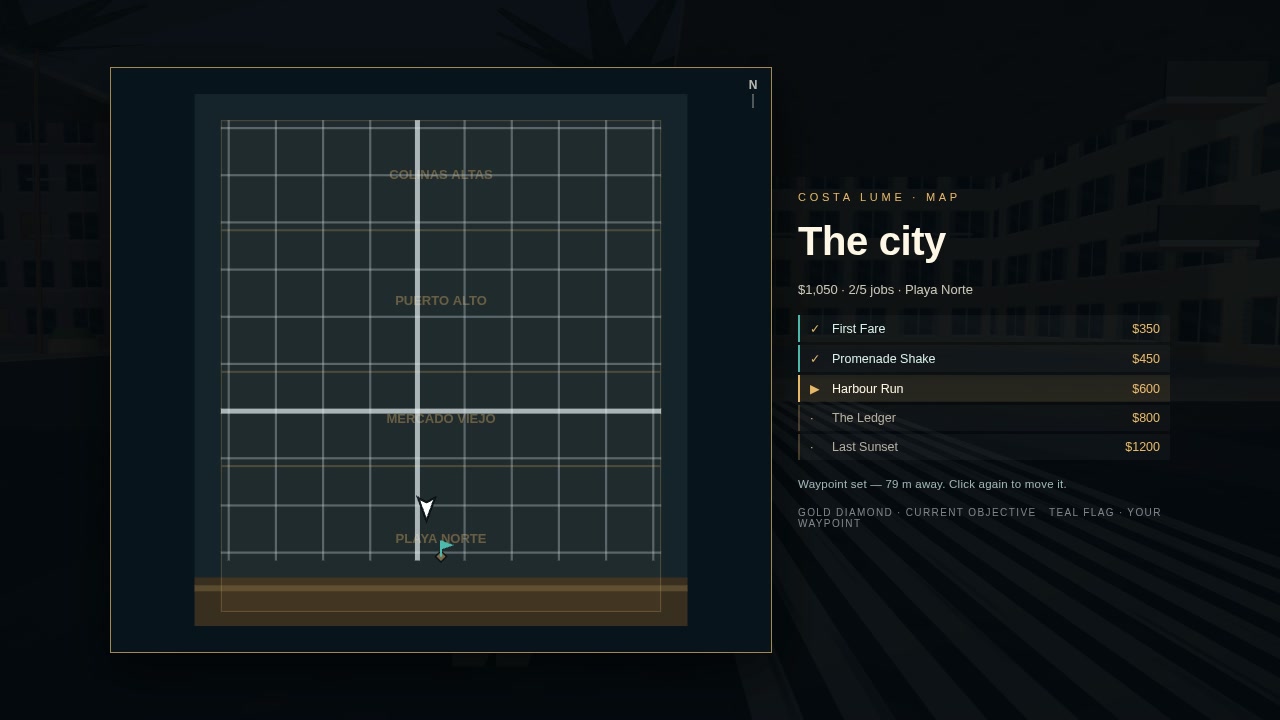 N
COLINAS ALTAS
PUERTO ALTO
MERCADO VIEJO
PLAYA NORTE
COSTA LUME · MAP
The city
$1,050 · 2/5 jobs · Playa Norte
✓ First Fare $350
✓ Promenade Shake $450
▶ Harbour Run $600
· The Ledger $800
· Last Sunset $1200
Waypoint set — 79 m away. Click again to move it.
GOLD DIAMOND · CURRENT OBJECTIVE TEAL FLAG · YOUR
WAYPOINT